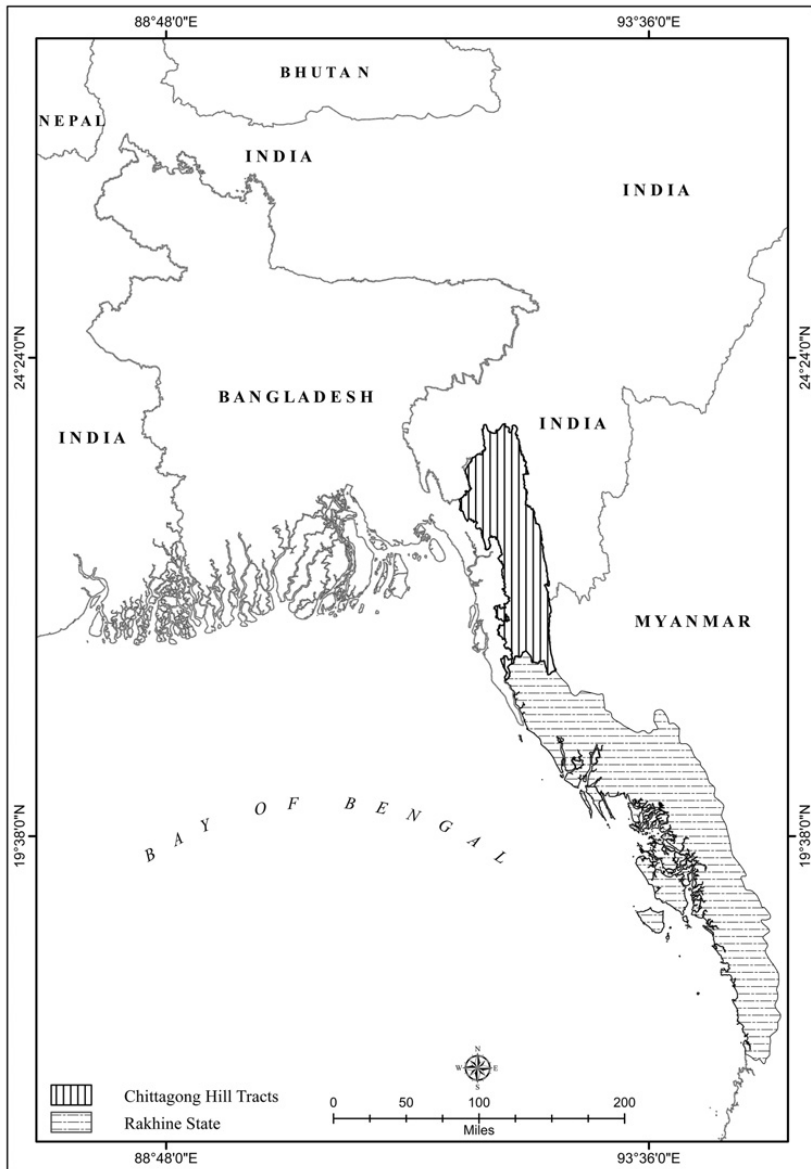 88°48'0"E 93°36'0"E
BHUTAN
NEPAL
INDIA
INDIA
24°24'0"N 24°24'0"N
BANGLADESH
INDIA INDIA
MYANMAR
BAY OF BENGAL
19°38'0"N 19°38'0"N
N
W E
S
Chittagong Hill Tracts
Rakhine State
0 50 100 200
Miles
88°48'0"E 93°36'0"E